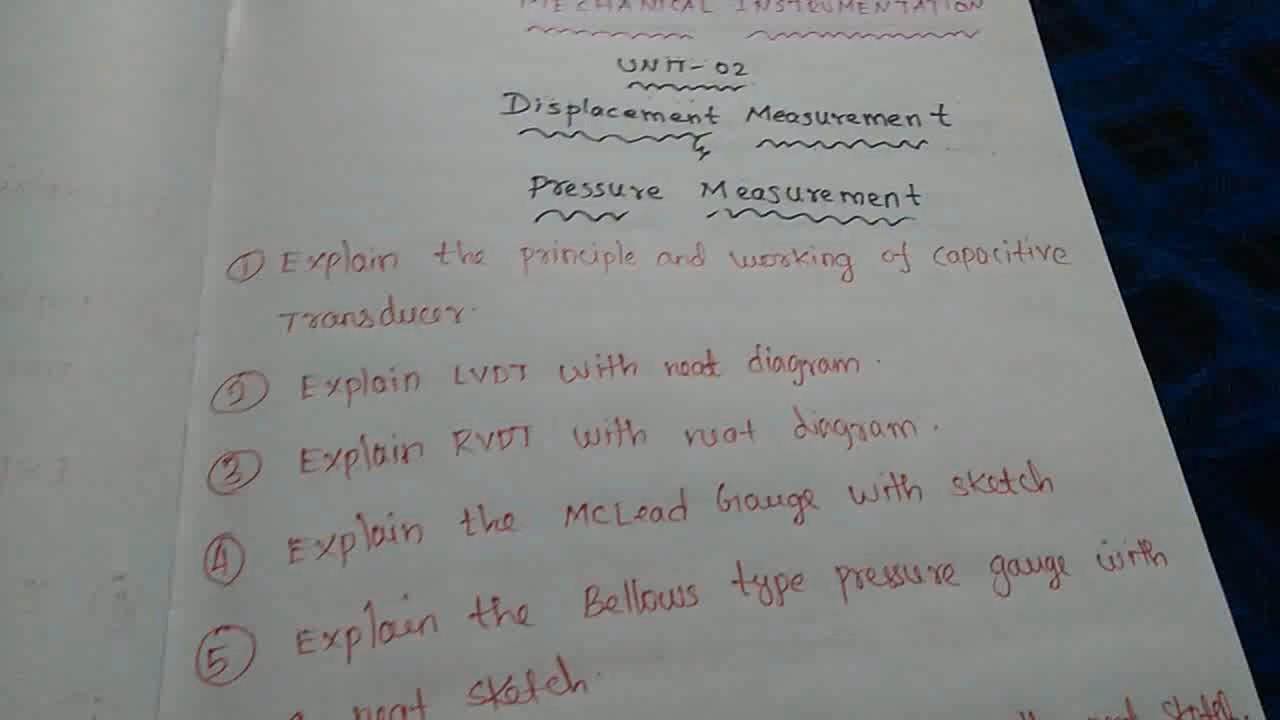 MECHANICAL INSTRUMENTATION
UNIT-02
Displacement Measurement
Pressure Measurement
① Explain the principle and working of capacitive
Transducer.
② Explain LVDT with neat diagram.
③ Explain RVDT with neat diagram.
④ Explain the McLead Gauge with sketch
⑤ Explain the Bellows type pressure gauge with
a neat sketch.